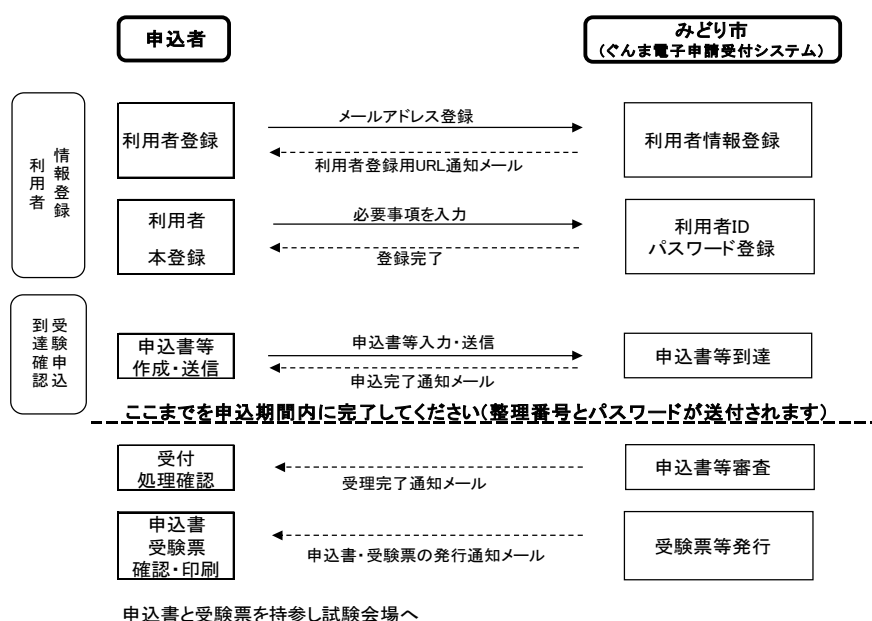 申込者
みどり市
(ぐんま電子申請受付システム)
利用者
情報登録
利用者登録
メールアドレス登録
利用者登録用URL通知メール
利用者情報登録
利用者
本登録
必要事項を入力
登録完了
利用者ID
パスワード登録
受験申込
到達確認
申込書等
作成・送信
申込書等入力・送信
申込完了通知メール
申込書等到達
ここまでを申込期間内に完了してください(整理番号とパスワードが送付されます)
受付
処理確認
受理完了通知メール
申込書等審査
申込書
受験票
確認・印刷
申込書・受験票の発行通知メール
受験票等発行
申込書と受験票を持参し試験会場へ